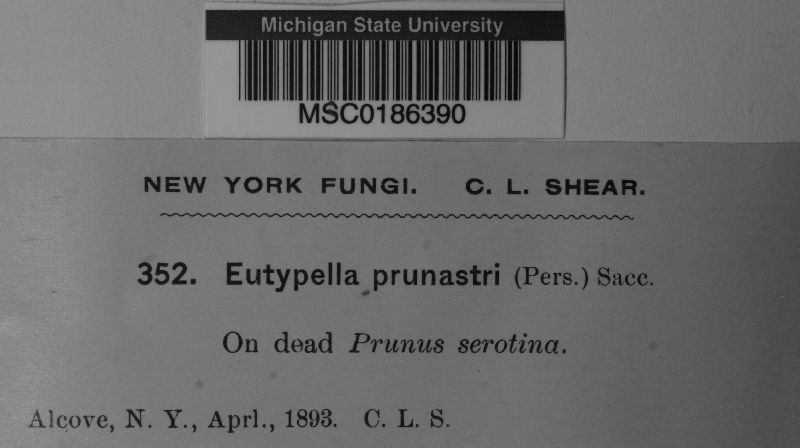 Michigan State University
MSC0186390
NEW YORK FUNGI. C. L. SHEAR.
352. Eutypella prunastri (Pers.) Sacc.
On dead Prunus serotina.
Alcove, N. Y., Aprl., 1893. C. L. S.